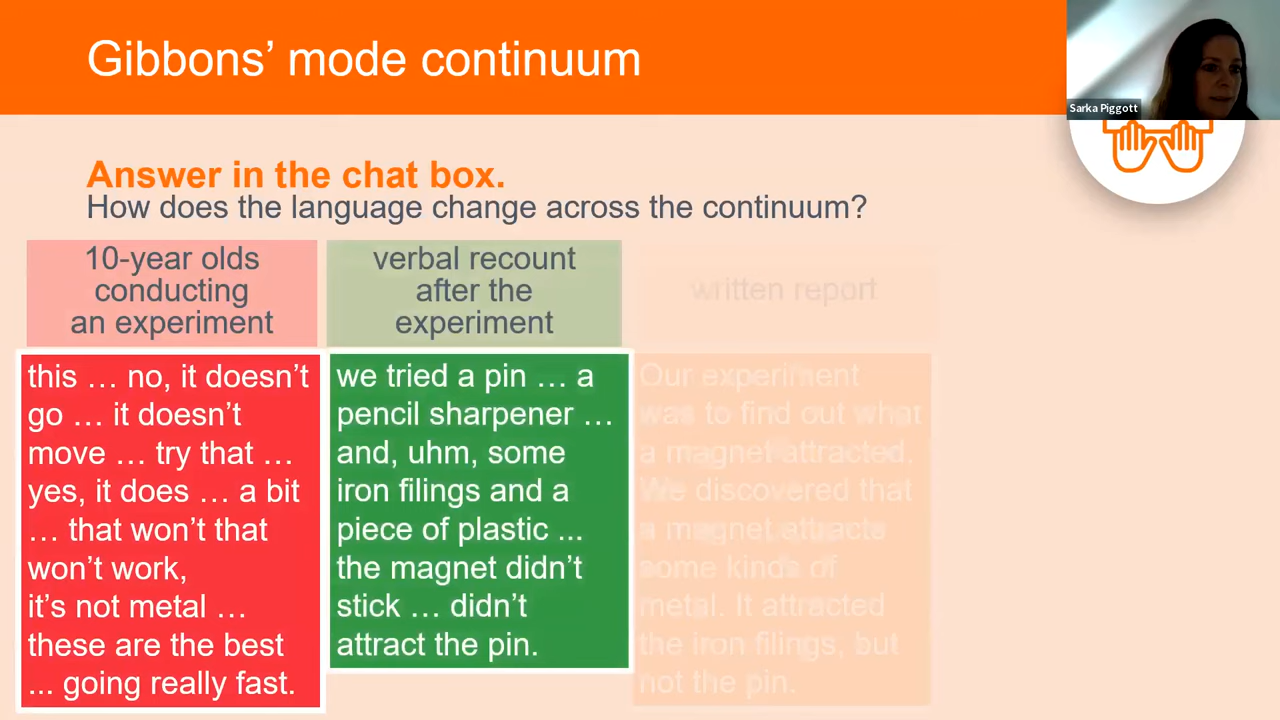 Gibbons’ mode continuum
Sarka Piggott
Answer in the chat box.
How does the language change across the continuum?
10-year olds
conducting
an experiment
this … no, it doesn’t
go … it doesn’t
move … try that …
yes, it does … a bit
… that won’t that
won’t work,
it’s not metal …
these are the best
... going really fast.
verbal recount
after the
experiment
we tried a pin … a
pencil sharpener …
and, uhm, some
iron filings and a
piece of plastic ...
the magnet didn’t
stick … didn’t
attract the pin.
written report
Our experiment
was to find out what
a magnet attracted.
We discovered that
a magnet attracts
some kinds of
metal. It attracted
the iron filings, but
not the pin.